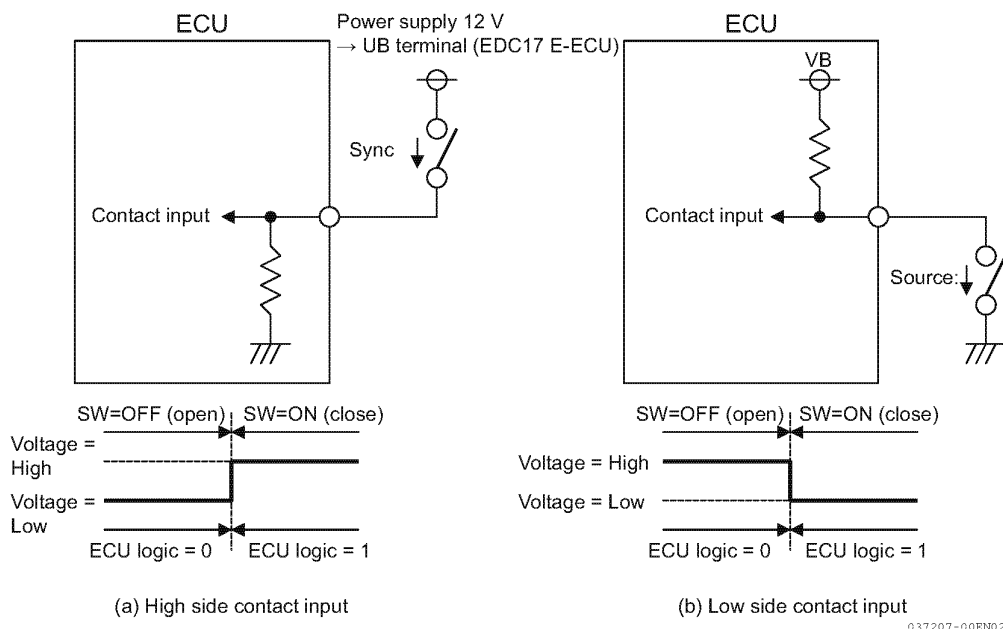 ECU
Power supply 12 V
→ UB terminal (EDC17 E-ECU)
Sync
Contact input
SW=OFF (open) SW=ON (close)
Voltage =
High
Voltage =
Low
ECU logic = 0 ECU logic = 1
(a) High side contact input
ECU
VB
Contact input
Source:
SW=OFF (open) SW=ON (close)
Voltage = High
Voltage = Low
ECU logic = 0 ECU logic = 1
(b) Low side contact input
037207-00EN02